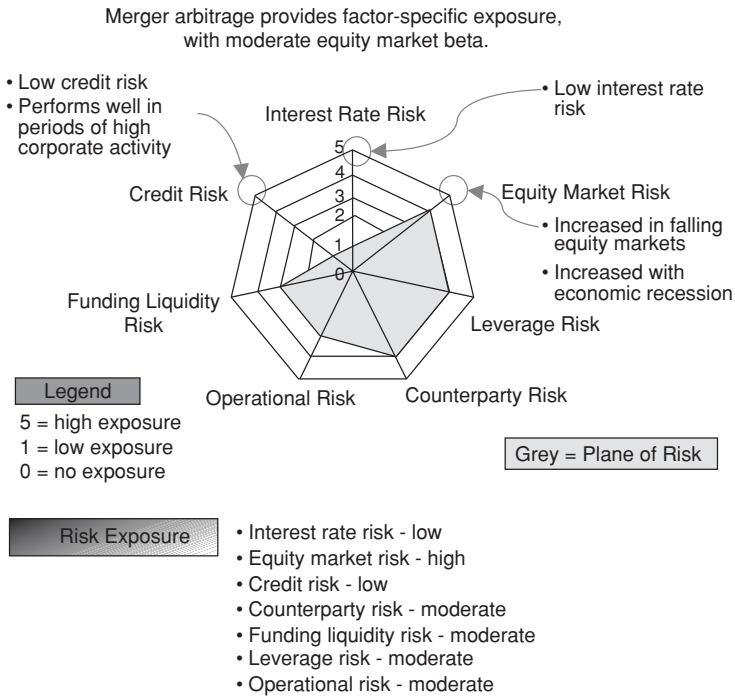 Merger arbitrage provides factor-specific exposure,
with moderate equity market beta.
• Low credit risk
• Performs well in
periods of high
corporate activity
• Low interest rate
risk
Interest Rate Risk
5
4
3
2
1
0
Credit Risk
Equity Market Risk
• Increased in falling
equity markets
• Increased with
economic recession
Funding Liquidity
Risk
Leverage Risk
Operational Risk
Counterparty Risk
Legend
5 = high exposure
1 = low exposure
0 = no exposure
Grey = Plane of Risk
Risk Exposure
• Interest rate risk - low
• Equity market risk - high
• Credit risk - low
• Counterparty risk - moderate
• Funding liquidity risk - moderate
• Leverage risk - moderate
• Operational risk - moderate